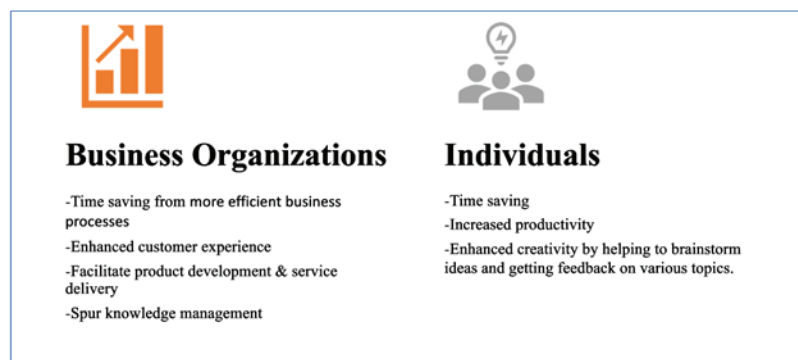 Business Organizations
-Time saving from more efficient business
processes
-Enhanced customer experience
-Facilitate product development & service
delivery
-Spur knowledge management
Individuals
-Time saving
-Increased productivity
-Enhanced creativity by helping to brainstorm
ideas and getting feedback on various topics.